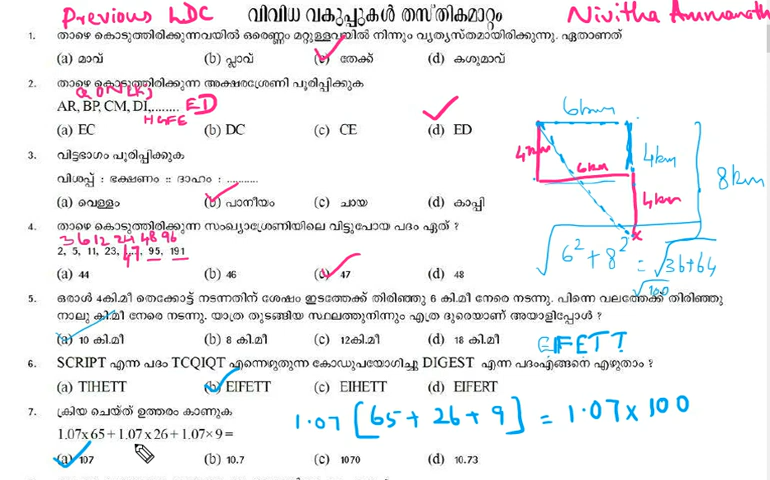 Previous LDC വിവിധ വകുപ്പുകൾ തസ്തികമാറ്റം Nivitha Ammanath
1. താഴെ കൊടുത്തിരിക്കുന്നവയിൽ ഒരെണ്ണം മറ്റുള്ളവയിൽ നിന്നും വ്യത്യസ്തമായിരിക്കുന്നു. ഏതാണത്
(a) മാവ് (b) പ്ലാവ് (c) തേക്ക് (d) കശുമാവ്
2. താഴെ കൊടുത്തിരിക്കുന്ന അക്ഷരശ്രേണി പൂരിപ്പിക്കുക
AR, BP, CM, DI,........ ED
HGFE
(a) EC (b) DC (c) CE (d) ED
6km
4km
6km
4km
4km
8km
3. വിട്ടഭാഗം പൂരിപ്പിക്കുക
വിശപ്പ് : ഭക്ഷണം :: ദാഹം : ..........
(a) വെള്ളം (b) പാനീയം (c) ചായ (d) കാപ്പി
4. താഴെ കൊടുത്തിരിക്കുന്ന സംഖ്യാശ്രേണിയിലെ വിട്ടുപോയ പദം ഏത് ?
3 6 12 24 48 96
2, 5, 11, 23, .?., 95, 191
47
(a) 44 (b) 46 (c) 47 (d) 48
√6²+8² = √36+64
√100
5. ഒരാൾ 4കി.മീ തെക്കോട്ട് നടന്നതിന് ശേഷം ഇടത്തേക്ക് തിരിഞ്ഞു 6 കി.മീ നേരെ നടന്നു. പിന്നെ വലത്തേക്ക് തിരിഞ്ഞു
നാലു കി.മീ നേരെ നടന്നു. യാത്ര തുടങ്ങിയ സ്ഥലത്തുനിന്നും എത്ര ദൂരെയാണ് അയാളിപ്പോൾ ?
(a) 10 കി.മീ (b) 8 കി.മീ (c) 12കി.മീ (d) 18 കി.മീ
EIFETT
6. SCRIPT എന്ന പദം TCQIQT എന്നെഴുതുന്ന കോഡുപയോഗിച്ചു DIGEST എന്ന പദംഎങ്ങനെ എഴുതാം ?
(a) TIHETT (b) EIFETT (c) EIHETT (d) EIFERT
7. ക്രിയ ചെയ്ത് ഉത്തരം കാണുക
1.07 [65+26+9] = 1.07 x 100
1.07x65+1.07x26+1.07×9=
(a) 107 (b) 10.7 (c) 1070 (d) 10.73